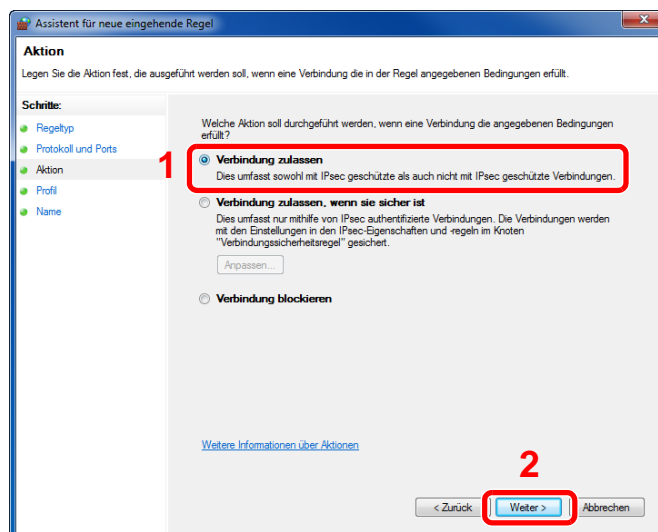 Assistent für neue eingehende Regel
Aktion
Legen Sie die Aktion fest, die ausgeführt werden soll, wenn eine Verbindung die in der Regel angegebenen Bedingungen erfüllt.
Schritte:
Regeltyp
Protokoll und Ports
Aktion
Profil
Name
Welche Aktion soll durchgeführt werden, wenn eine Verbindung die angegebenen Bedingungen
erfüllt?
1
Verbindung zulassen
Dies umfasst sowohl mit IPsec geschützte als auch nicht mit IPsec geschützte Verbindungen.
Verbindung zulassen, wenn sie sicher ist
Dies umfasst nur mithilfe von IPsec authentifizierte Verbindungen. Die Verbindungen werden
mit den Einstellungen in den IPsec-Eigenschaften und -regeln im Knoten
"Verbindungssicherheitsregel" gesichert.
Anpassen...
Verbindung blockieren
Weitere Informationen über Aktionen
2
< Zurück Weiter > Abbrechen